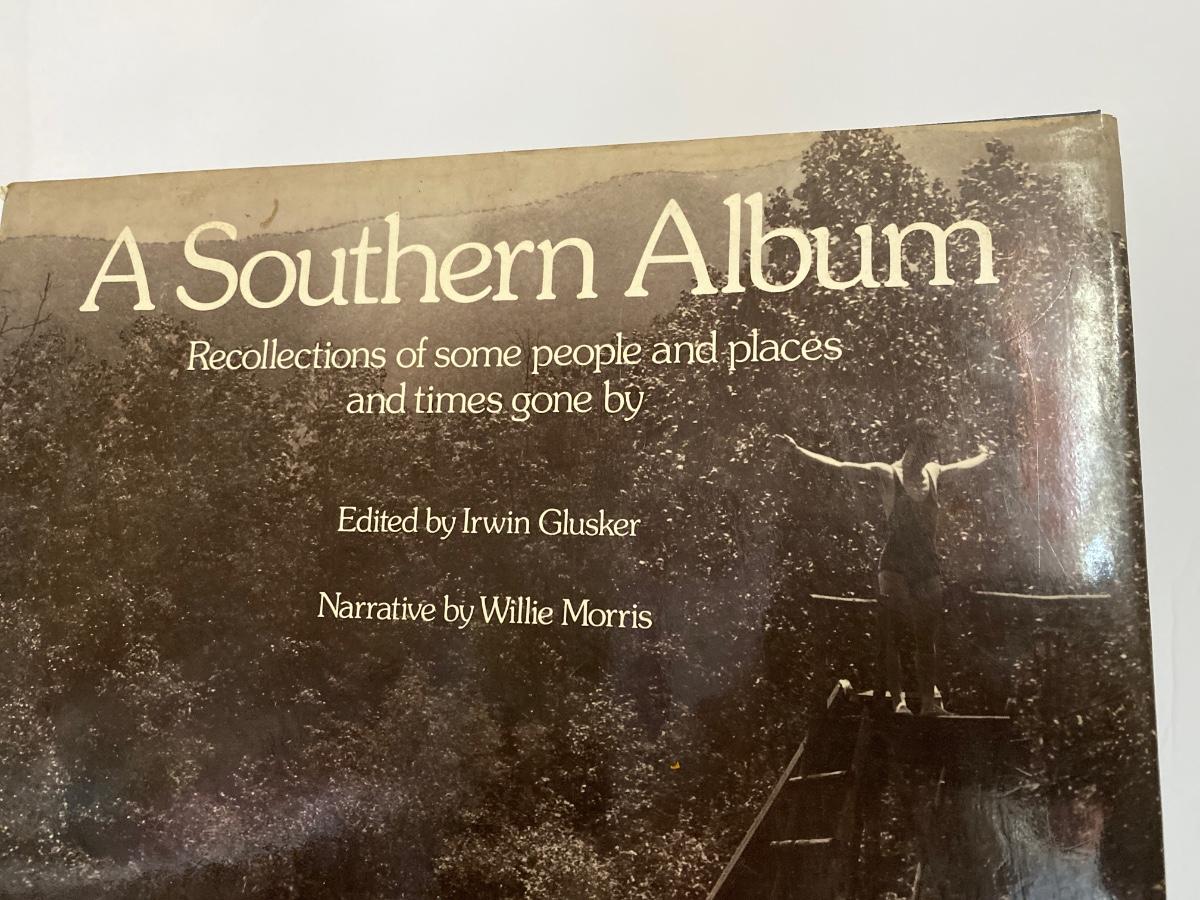 A Southern Album
Recollections of some people and places
and times gone by
Edited by Irwin Glusker
Narrative by Willie Morris